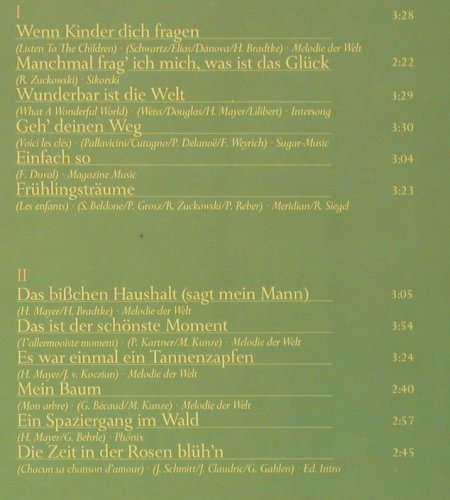 I
3:28
Wenn Kinder dich fragen
(Listen To The Children) · (Schwartz/Elias/Danova/H. Bradtke) · Melodie der Welt
Manchmal frag' ich mich, was ist das Glück 2:22
(R. Zuckowski) · Sikorski
Wunderbar ist die Welt 3:29
(What A Wonderful World) · (Weiss/Douglas/H. Mayer/Lilibert) · Intersong
Geh' deinen Weg 3:30
(Voici les clés) · (Pallavicini/Cutugno/P. Delanoë/F. Weyrich) · Sugar-Music
Einfach so 3:04
(F. Duval) · Magazine Music
Frühlingsträume 3:23
(Les enfants) · (S. Beldone/P. Grosz/R. Zuckowski/P. Reber) · Meridian/R. Siegel
II
Das bißchen Haushalt (sagt mein Mann) 3:05
(H. Mayer/H. Bradtke) · Melodie der Welt
Das ist der schönste Moment 3:54
(T'allermooiste moment) · (P. Kartner/M. Kunze) · Melodie der Welt
Es war einmal ein Tannenzapfen 3:24
(H. Mayer/J. v. Koczian) · Melodie der Welt
Mein Baum 2:40
(Mon arbre) · (G. Bécaud/M. Kunze) · Melodie der Welt
Ein Spaziergang im Wald 2:57
(H. Mayer/G. Behrle) · Phönix
Die Zeit in der Rosen blüh'n 2:45
(Chacun sa chanson d'amour) · (J. Schmitt/J. Claudric/G. Gahlen) · Ed. Intro